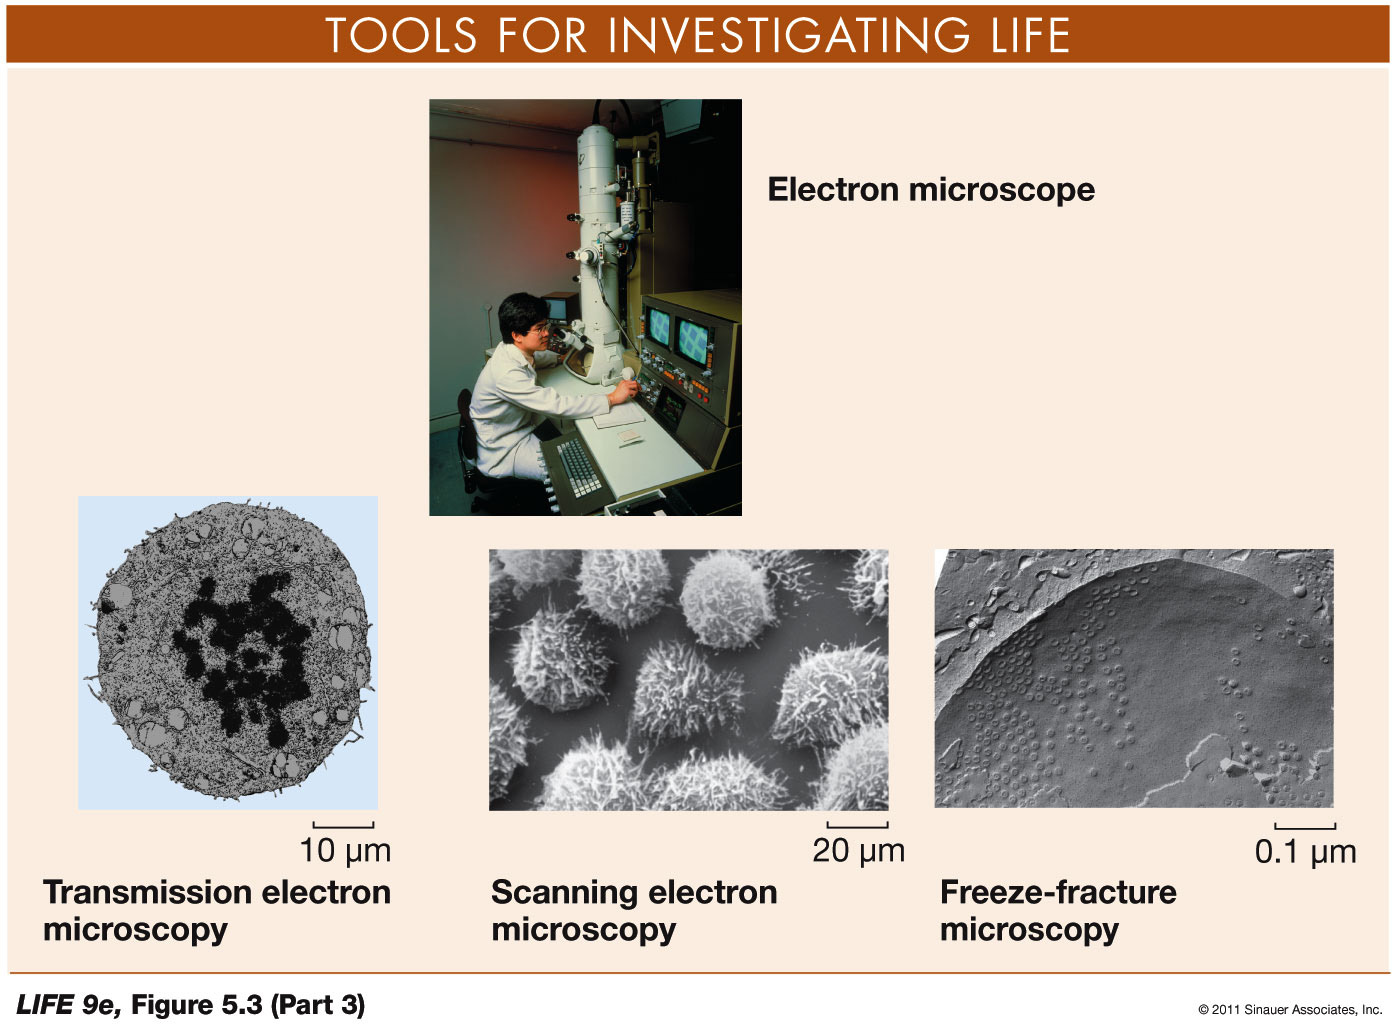 TOOLS FOR INVESTIGATING LIFE
Electron microscope
10 µm
Transmission electron
microscopy
20 µm
Scanning electron
microscopy
0.1 µm
Freeze-fracture
microscopy
LIFE 9e, Figure 5.3 (Part 3)
© 2011 Sinauer Associates, Inc.